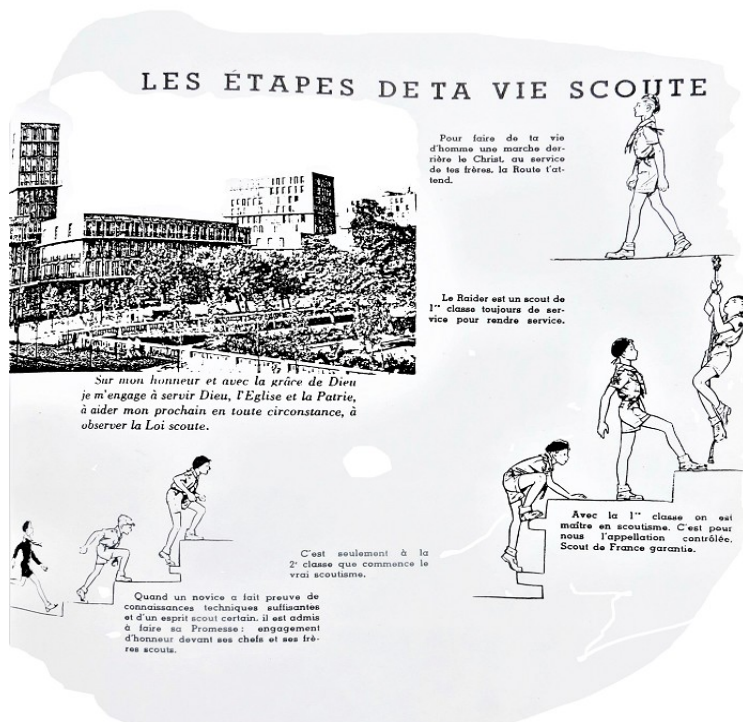 LES ÉTAPES DE TA VIE SCOUTE
Pour faire de ta vie
d'homme une marche der-
rière le Christ, au service
de tes frères, la Route t'at-
tend.
Le Raider est un scout de
1re classe toujours de ser-
vice pour rendre service.
Sur mon honneur et avec la grâce de Dieu
je m'engage à servir Dieu, l'Eglise et la Patrie,
à aider mon prochain en toute circonstance, à
observer la Loi scoute.
Avec la 1re classe on est
maître en scoutisme. C'est pour
nous l'appellation contrôlée.
Scout de France garantie.
C'est seulement à la
2e classe que commence le
vrai scoutisme.
Quand un novice a fait preuve de
connaissances techniques suffisantes
et d'un esprit scout certain, il est admis
à faire sa Promesse : engagement
d'honneur devant ses chefs et ses frè-
res scouts.